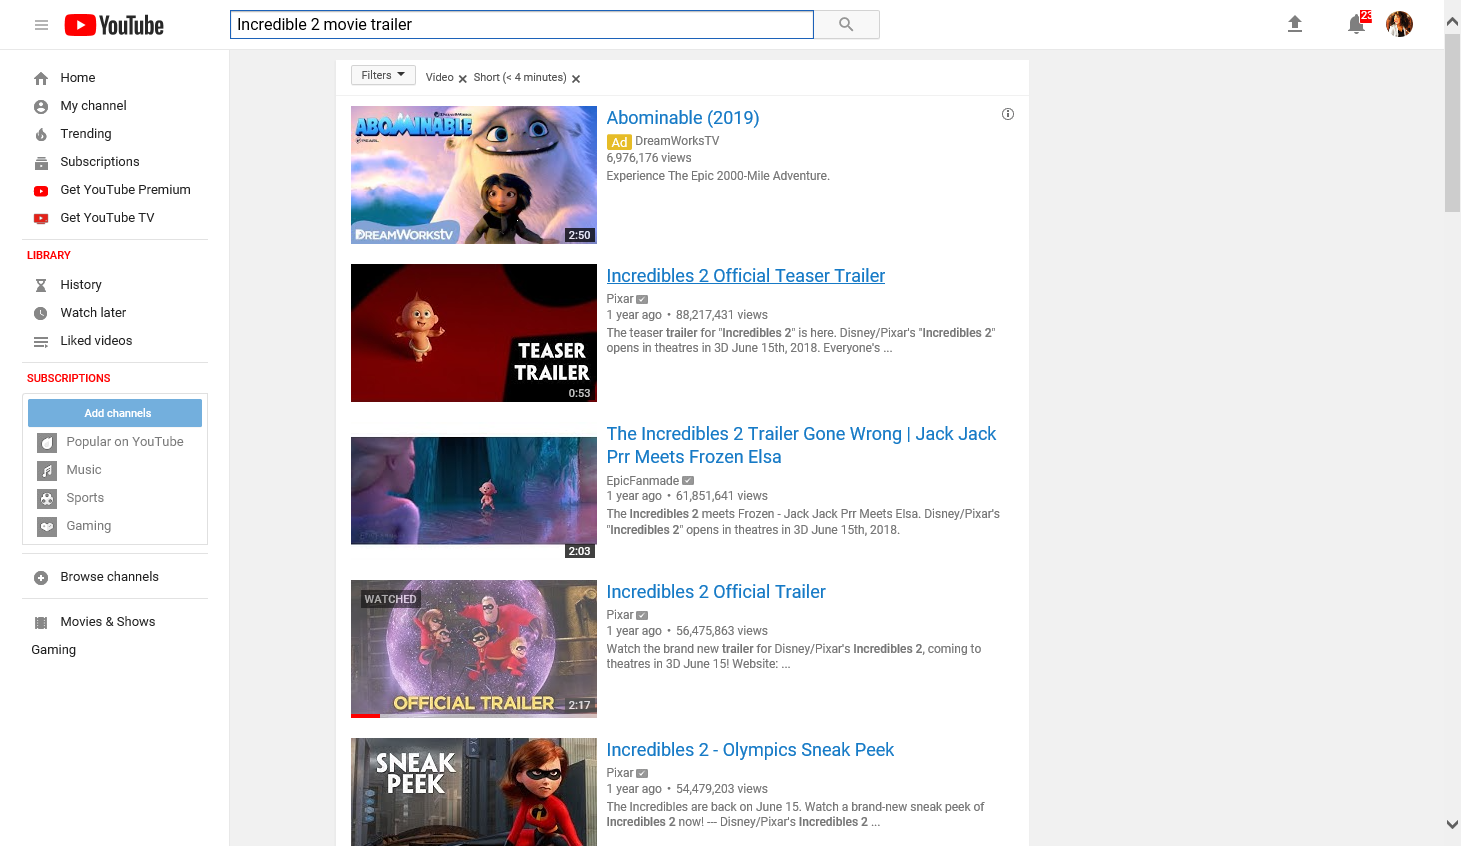 YouTube
Incredible 2 movie trailer
23
Home
My channel
Trending
Subscriptions
Get YouTube Premium
Get YouTube TV
LIBRARY
History
Watch later
Liked videos
SUBSCRIPTIONS
Add channels
Popular on YouTube
Music
Sports
Gaming
Browse channels
Movies & Shows
Gaming
Filters
Video
Short (< 4 minutes)
DREAMWORKS
ABOMINABLE
PEARL
DREAMWORKSTV
2:50
Abominable (2019)
Ad DreamWorksTV
6,976,176 views
Experience The Epic 2000-Mile Adventure.
TEASER
TRAILER
0:53
Incredibles 2 Official Teaser Trailer
Pixar
1 year ago • 88,217,431 views
The teaser trailer for "Incredibles 2" is here. Disney/Pixar's "Incredibles 2"
opens in theatres in 3D June 15th, 2018. Everyone's ...
2:03
The Incredibles 2 Trailer Gone Wrong | Jack Jack
Prr Meets Frozen Elsa
EpicFanmade
1 year ago • 61,851,641 views
The Incredibles 2 meets Frozen - Jack Jack Prr Meets Elsa. Disney/Pixar's
"Incredibles 2" opens in theatres in 3D June 15th, 2018.
WATCHED
OFFICIAL TRAILER
2:17
Incredibles 2 Official Trailer
Pixar
1 year ago • 56,475,863 views
Watch the brand new trailer for Disney/Pixar's Incredibles 2, coming to
theatres in 3D June 15! Website: ...
SNEAK
PEEK
Incredibles 2 - Olympics Sneak Peek
Pixar
1 year ago • 54,479,203 views
The Incredibles are back on June 15. Watch a brand-new sneak peek of
Incredibles 2 now! --- Disney/Pixar's Incredibles 2 ...